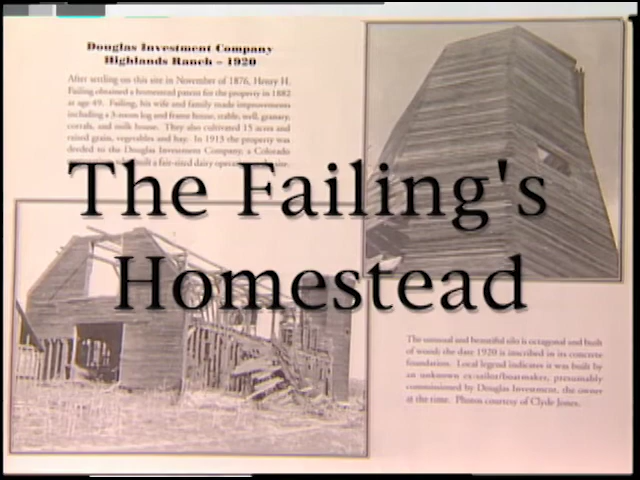 Douglas Investment Company
Highlands Ranch – 1920
After settling on this site in November of 1876, Henry H.
Failing obtained a homestead patent for the property in 1882
at age 49. Failing, his wife and family made improvements
including a 3-room log and frame house, stable, well, granary,
corrals, and milk house. They also cultivated 15 acres and
raised grain, vegetables and hay. In 1913 the property was
deeded to the Douglas Investment Company, a Colorado
built a fair-sized dairy site.
The Failing's
Homestead
The unusual and beautiful silo is octagonal and built
of wood; the date 1920 is inscribed in its concrete
foundation. Local legend indicates it was built by
an unknown ex-sailor/boatmaker, presumably
commissioned by Douglas Investment, the owner
at the time. Photos courtesy of Clyde Jones.